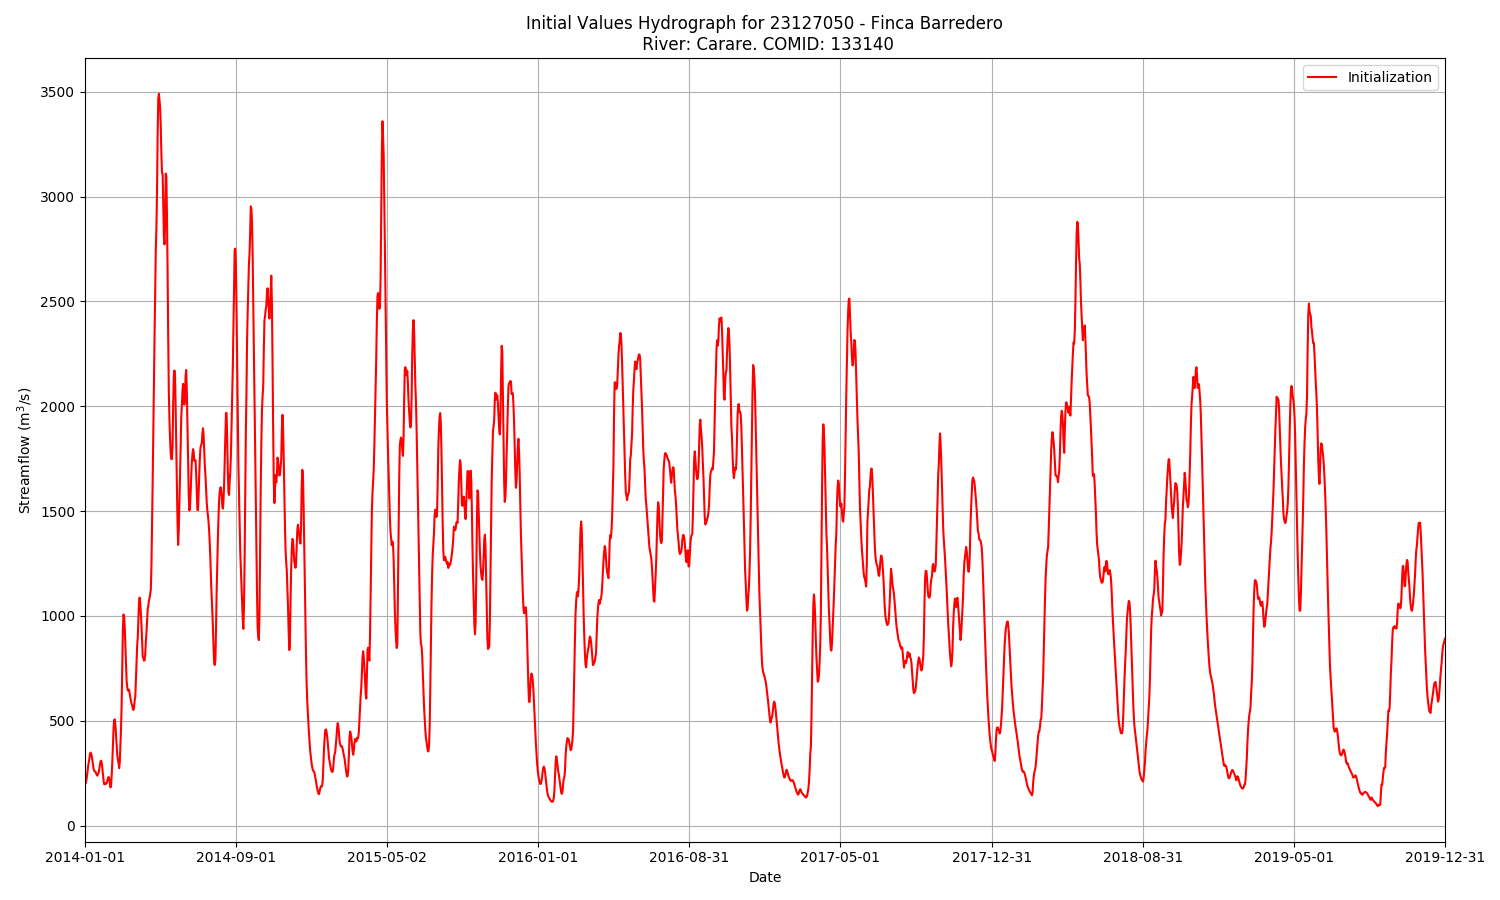 Initial Values Hydrograph for 23127050 - Finca Barredero
River: Carare. COMID: 133140
Initialization
3500
3000
2500
2000
1500
1000
500
0
Streamflow (m³/s)
2014-01-01 2014-09-01 2015-05-02 2016-01-01 2016-08-31 2017-05-01 2017-12-31 2018-08-31 2019-05-01 2019-12-31
Date